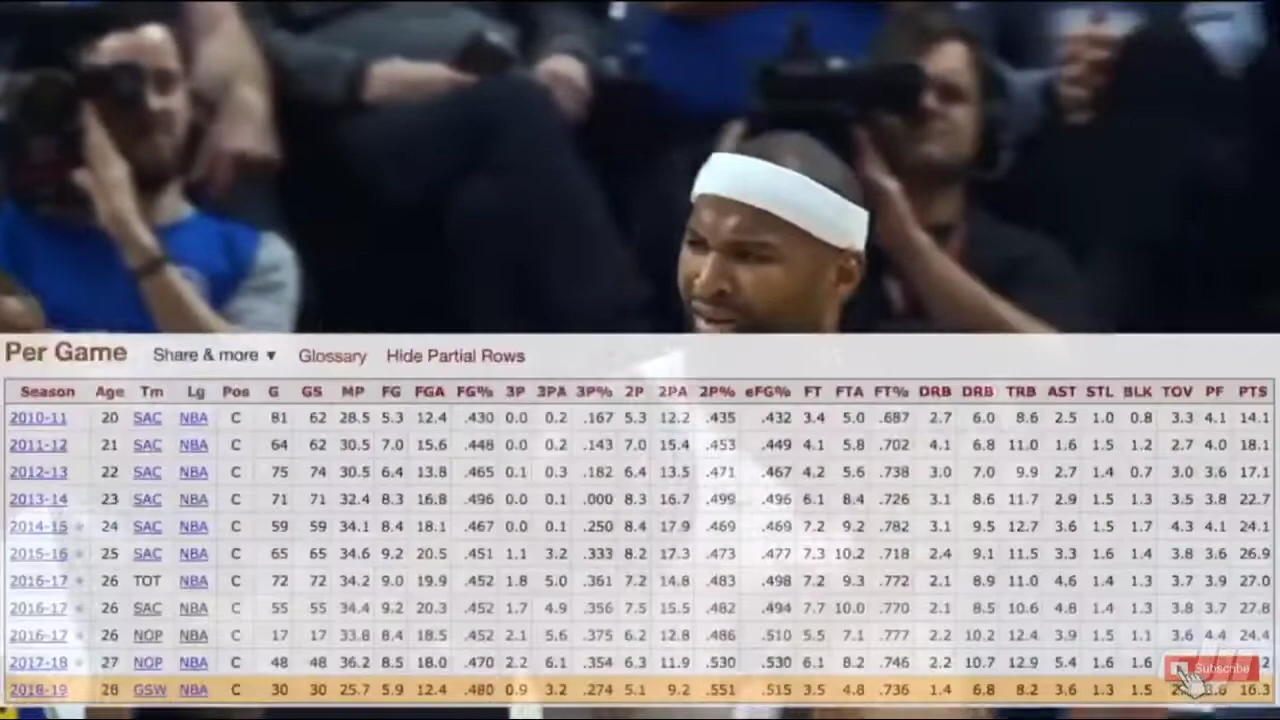 Per Game Share & more ▼ Glossary Hide Partial Rows
Season Age Tm Lg Pos G GS MP FG FGA FG% 3P 3PA 3P% 2P 2PA 2P% eFG% FT FTA FT% DRB DRB TRB AST STL BLK TOV PF PTS
2010-11 20 SAC NBA C 81 62 28.5 5.3 12.4 .430 0.0 0.2 .167 5.3 12.2 .435 .432 3.4 5.0 .687 2.7 6.0 8.6 2.5 1.0 0.8 3.3 4.1 14.1
2011-12 21 SAC NBA C 64 62 30.5 7.0 15.6 .448 0.0 0.2 .143 7.0 15.4 .453 .449 4.1 5.8 .702 4.1 6.8 11.0 1.6 1.5 1.2 2.7 4.0 18.1
2012-13 22 SAC NBA C 75 74 30.5 6.4 13.8 .465 0.1 0.3 .182 6.4 13.5 .471 .467 4.2 5.6 .738 3.0 7.0 9.9 2.7 1.4 0.7 3.0 3.6 17.1
2013-14 23 SAC NBA C 71 71 32.4 8.3 16.8 .496 0.0 0.1 .000 8.3 16.7 .499 .496 6.1 8.4 .726 3.1 8.6 11.7 2.9 1.5 1.3 3.5 3.8 22.7
2014-15 24 SAC NBA C 59 59 34.1 8.4 18.1 .467 0.0 0.1 .250 8.4 17.9 .469 .469 7.2 9.2 .782 3.1 9.5 12.7 3.6 1.5 1.7 4.3 4.1 24.1
2015-16 25 SAC NBA C 65 65 34.6 9.2 20.5 .451 1.1 3.2 .333 8.2 17.3 .473 .477 7.3 10.2 .718 2.4 9.1 11.5 3.3 1.6 1.4 3.8 3.6 26.9
2016-17 26 TOT NBA C 72 72 34.2 9.0 19.9 .452 1.8 5.0 .361 7.2 14.8 .483 .498 7.2 9.3 .772 2.1 8.9 11.0 4.6 1.4 1.3 3.7 3.9 27.0
2016-17 26 SAC NBA C 55 55 34.4 9.2 20.3 .452 1.7 4.9 .356 7.5 15.5 .482 .494 7.7 10.0 .770 2.1 8.5 10.6 4.8 1.4 1.3 3.8 3.7 27.8
2016-17 26 NOP NBA C 17 17 33.8 8.4 18.5 .452 2.1 5.6 .375 6.2 12.8 .486 .510 5.5 7.1 .777 2.2 10.2 12.4 3.9 1.5 1.1 3.6 4.4 24.4
2017-18 27 NOP NBA C 48 48 36.2 8.5 18.0 .470 2.2 6.1 .354 6.3 11.9 .530 .530 6.1 8.2 .746 2.2 10.7 12.9 5.4 1.6 1.6 Subscribe
2018-19 28 GSW NBA C 30 30 25.7 5.9 12.4 .480 0.9 3.2 .274 5.1 9.2 .551 .515 3.5 4.8 .736 1.4 6.8 8.2 3.6 1.3 1.5 16.3